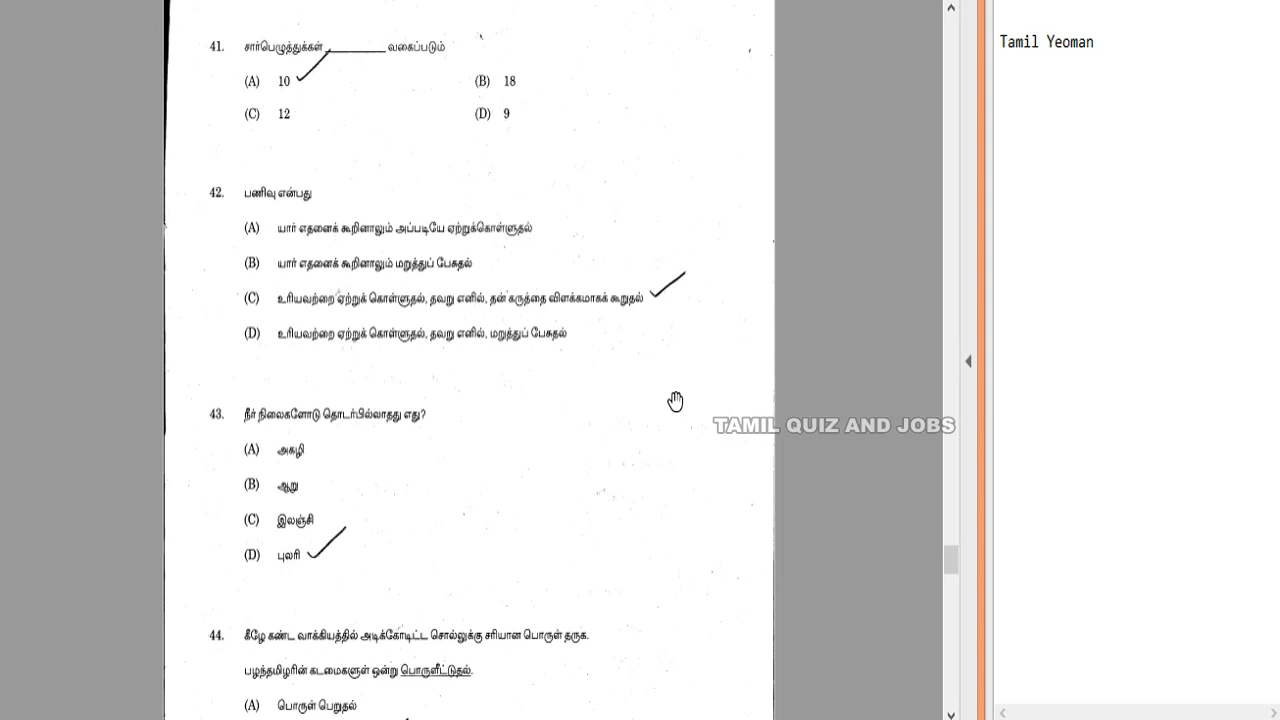 Tamil Yeoman
41. சார்பெழுத்துக்கள் ________ வகைப்படும்
(A) 10 (B) 18
(C) 12 (D) 9
42. பணிவு என்பது
(A) யார் எதனைக் கூறினாலும் அப்படியே ஏற்றுக்கொள்ளுதல்
(B) யார் எதனைக் கூறினாலும் மறுத்துப் பேசுதல்
(C) உரியவற்றை ஏற்றுக் கொள்ளுதல், தவறு எனில், தன் கருத்தை விளக்கமாகக் கூறுதல்
(D) உரியவற்றை ஏற்றுக் கொள்ளுதல், தவறு எனில், மறுத்துப் பேசுதல்
43. நீர் நிலைகளோடு தொடர்பில்லாதது எது?
TAMIL QUIZ AND JOBS
(A) அகழி
(B) ஆறு
(C) இலஞ்சி
(D) புலரி
44. கீழே கண்ட வாக்கியத்தில் அடிக்கோடிட்ட சொல்லுக்கு சரியான பொருள் தருக.
பழந்தமிழரின் கடமைகளுள் ஒன்று பொருளீட்டுதல்.
(A) பொருள் பெறுதல்